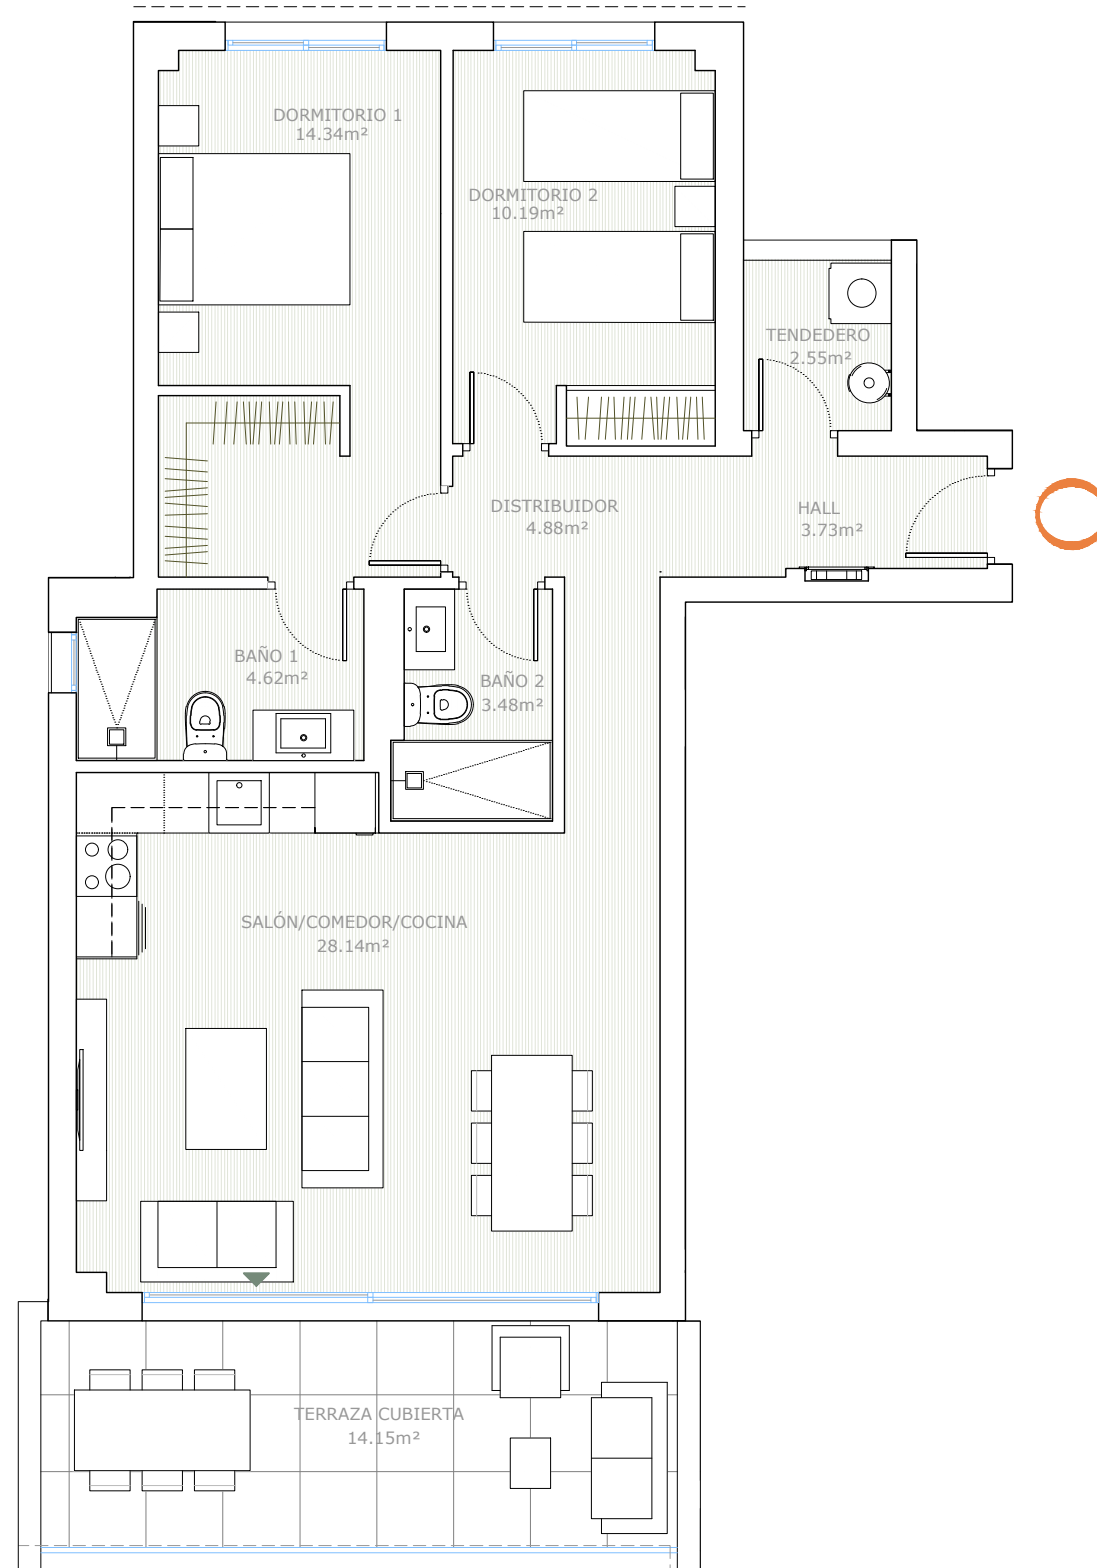 DORMITORIO 1
14.34m²
DORMITORIO 2
10.19m²
TENDEDERO
2.55m²
DISTRIBUIDOR
4.88m²
HALL
3.73m²
BAÑO 1
4.62m²
BAÑO 2
3.48m²
SALÓN/COMEDOR/COCINA
28.14m²
TERRAZA CUBIERTA
14.15m²